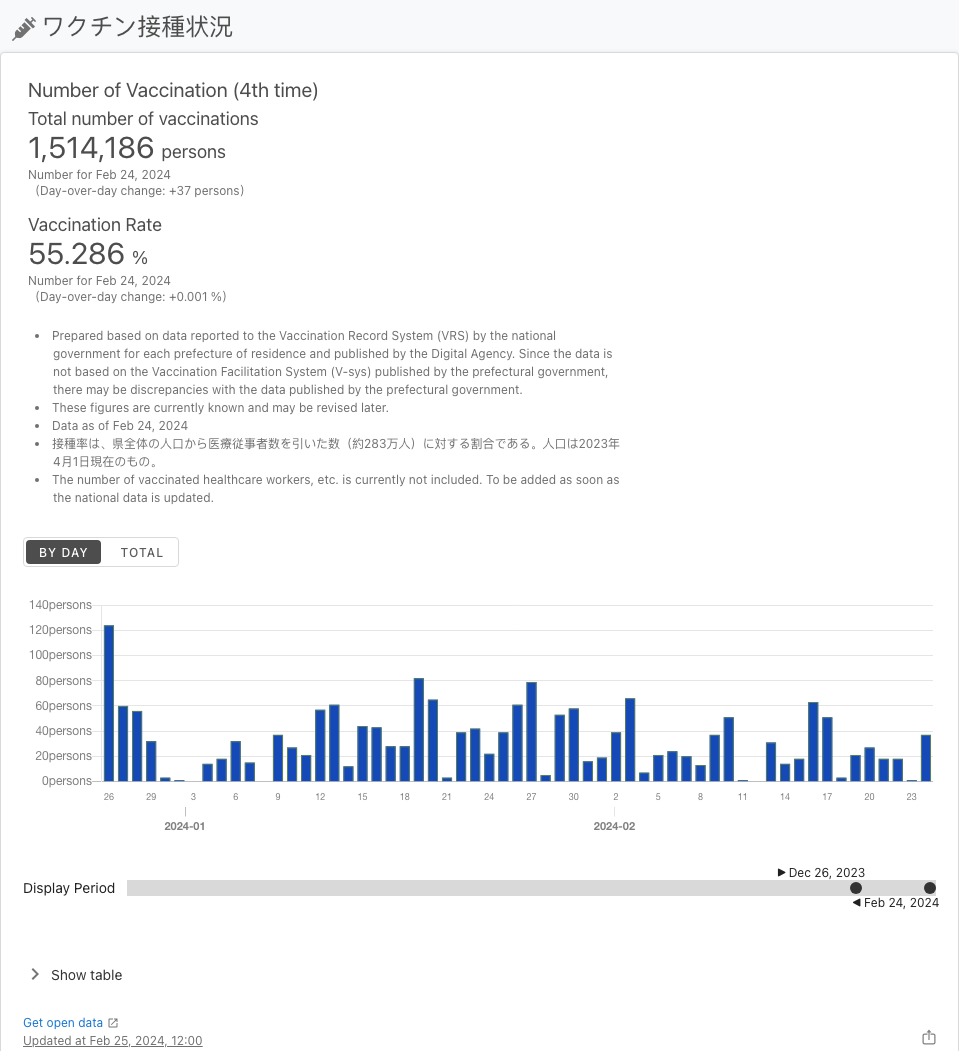 ワクチン接種状況
Number of Vaccination (4th time)
Total number of vaccinations
1,514,186 persons
Number for Feb 24, 2024
(Day-over-day change: +37 persons)
Vaccination Rate
55.286 %
Number for Feb 24, 2024
(Day-over-day change: +0.001 %)
• Prepared based on data reported to the Vaccination Record System (VRS) by the national
government for each prefecture of residence and published by the Digital Agency. Since the data is
not based on the Vaccination Facilitation System (V-sys) published by the prefectural government,
there may be discrepancies with the data published by the prefectural government.
• These figures are currently known and may be revised later.
• Data as of Feb 24, 2024
• 接種率は、県全体の人口から医療従事者数を引いた数（約283万人）に対する割合である。人口は2023年
4月1日現在のもの。
• The number of vaccinated healthcare workers, etc. is currently not included. To be added as soon as
the national data is updated.
BY DAY TOTAL
140persons
120persons
100persons
80persons
60persons
40persons
20persons
0persons
26 29 3 6 9 12 15 18 21 24 27 30 2 5 8 11 14 17 20 23
2024-01 2024-02
Dec 26, 2023
Display Period
Feb 24, 2024
Show table
Get open data
Updated at Feb 25, 2024, 12:00